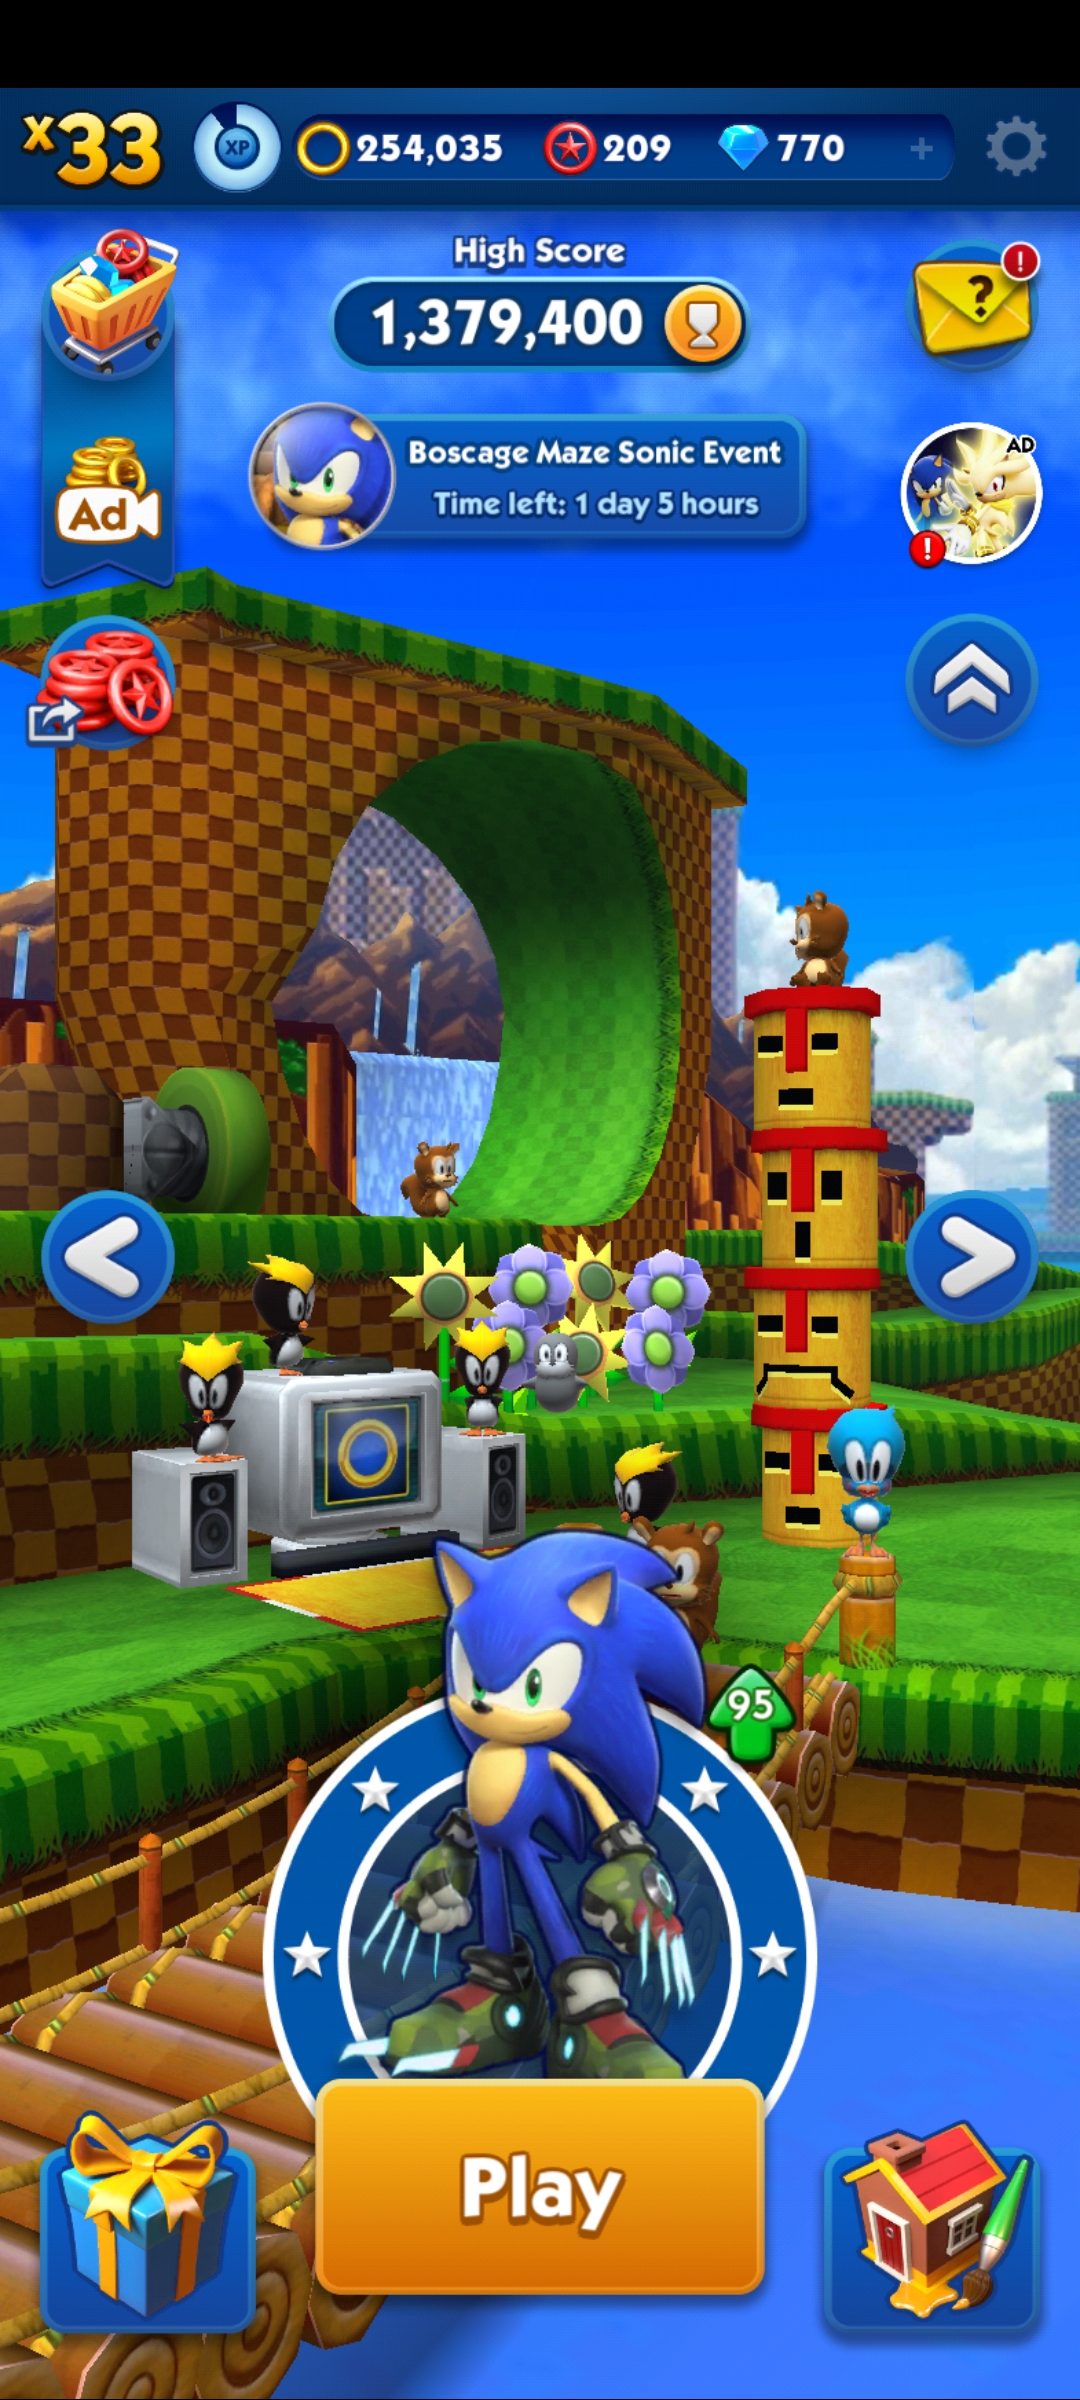 x33
XP
254,035
209
770
+
High Score
1,379,400
?
!
Boscage Maze Sonic Event
Time left: 1 day 5 hours
AD
!
Ad
95
Play